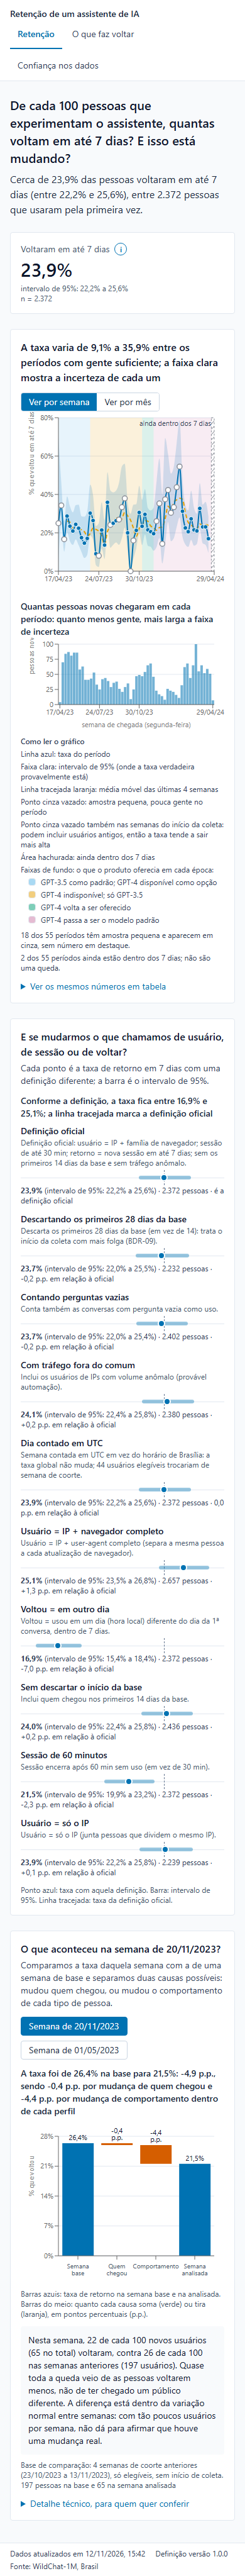 Retenção de um assistente de IA
Retenção
O que faz voltar
Confiança nos dados
De cada 100 pessoas que
experimentam o assistente, quantas
voltam em até 7 dias? E isso está
mudando?
Cerca de 23,9% das pessoas voltaram em até 7
dias (entre 22,2% e 25,6%), entre 2.372 pessoas
que usaram pela primeira vez.
Voltaram em até 7 dias i
23,9%
intervalo de 95%: 22,2% a 25,6%
n = 2.372
A taxa varia de 9,1% a 35,9% entre os
períodos com gente suficiente; a faixa clara
mostra a incerteza de cada um
Ver por semana
Ver por mês
% que voltou em até 7 dias
ainda dentro dos 7 dias
80%
60%
40%
20%
0%
17/04/23 24/07/23 30/10/23 29/04/24
Quantas pessoas novas chegaram em cada
período: quanto menos gente, mais larga a faixa
de incerteza
pessoas nov
100
75
50
25
0
17/04/23 24/07/23 30/10/23 29/04/24
semana de chegada (segunda-feira)
Como ler o gráfico
Linha azul: taxa do período
Faixa clara: intervalo de 95% (onde a taxa verdadeira
provavelmente está)
Linha tracejada laranja: média móvel das últimas 4 semanas
Ponto cinza vazado: amostra pequena, pouca gente no
período
Ponto cinza vazado também nas semanas do início da coleta:
podem incluir usuários antigos, então a taxa tende a sair
mais alta
Área hachurada: ainda dentro dos 7 dias
Faixas de fundo: o que o produto oferecia em cada época:
GPT-3.5 como padrão; GPT-4 disponível como opção
GPT-4 indisponível; só GPT-3.5
GPT-4 volta a ser oferecido
GPT-4 passa a ser o modelo padrão
18 dos 55 períodos têm amostra pequena e aparecem em
cinza, sem número em destaque.
2 dos 55 períodos ainda estão dentro dos 7 dias; não são
uma queda.
Ver os mesmos números em tabela
E se mudarmos o que chamamos de usuário,
de sessão ou de voltar?
Cada ponto é a taxa de retorno em 7 dias com uma
definição diferente; a barra é o intervalo de 95%.
Conforme a definição, a taxa fica entre 16,9% e
25,1%; a linha tracejada marca a definição oficial
Definição oficial
Definição oficial: usuário = IP + família de navegador; sessão
de até 30 min; retorno = nova sessão em até 7 dias; sem os
primeiros 14 dias da base e sem tráfego anômalo.
23,9% (intervalo de 95%: 22,2% a 25,6%) · 2.372 pessoas · é a
definição oficial
Descartando os primeiros 28 dias da base
Descarta os primeiros 28 dias da base (em vez de 14): trata o
início da coleta com mais folga (BDR-09).
23,7% (intervalo de 95%: 22,0% a 25,5%) · 2.232 pessoas ·
-0,2 p.p. em relação à oficial
Contando perguntas vazias
Conta também as conversas com pergunta vazia como uso.
23,7% (intervalo de 95%: 22,0% a 25,4%) · 2.402 pessoas ·
-0,2 p.p. em relação à oficial
Com tráfego fora do comum
Inclui os usuários de IPs com volume anômalo (provável
automação).
24,1% (intervalo de 95%: 22,4% a 25,8%) · 2.380 pessoas ·
+0,2 p.p. em relação à oficial
Dia contado em UTC
Semana contada em UTC em vez do horário de Brasília: a
taxa global não muda; 44 usuários elegíveis trocariam de
semana de coorte.
23,9% (intervalo de 95%: 22,2% a 25,6%) · 2.372 pessoas · 0,0
p.p. em relação à oficial
Usuário = IP + navegador completo
Usuário = IP + user-agent completo (separa a mesma pessoa
a cada atualização de navegador).
25,1% (intervalo de 95%: 23,5% a 26,8%) · 2.657 pessoas ·
+1,3 p.p. em relação à oficial
Voltou = em outro dia
Voltou = usou em um dia (hora local) diferente do dia da 1ª
conversa, dentro de 7 dias.
16,9% (intervalo de 95%: 15,4% a 18,4%) · 2.372 pessoas ·
-7,0 p.p. em relação à oficial
Sem descartar o início da base
Inclui quem chegou nos primeiros 14 dias da base.
24,0% (intervalo de 95%: 22,4% a 25,8%) · 2.436 pessoas ·
+0,2 p.p. em relação à oficial
Sessão de 60 minutos
Sessão encerra após 60 min sem uso (em vez de 30 min).
21,5% (intervalo de 95%: 19,9% a 23,2%) · 2.372 pessoas ·
-2,3 p.p. em relação à oficial
Usuário = só o IP
Usuário = só o IP (junta pessoas que dividem o mesmo IP).
23,9% (intervalo de 95%: 22,2% a 25,8%) · 2.239 pessoas ·
+0,1 p.p. em relação à oficial
Ponto azul: taxa com aquela definição. Barra: intervalo de
95%. Linha tracejada: taxa da definição oficial.
O que aconteceu na semana de 20/11/2023?
Comparamos a taxa daquela semana com a de uma
semana de base e separamos duas causas possíveis:
mudou quem chegou, ou mudou o comportamento
de cada tipo de pessoa.
Semana de 20/11/2023
Semana de 01/05/2023
A taxa foi de 26,4% na base para 21,5%: -4,9 p.p.,
sendo -0,4 p.p. por mudança de quem chegou e
-4,4 p.p. por mudança de comportamento dentro
de cada perfil
% que voltou
28%
21%
14%
7%
0%
26,4%
-0,4
p.p.
-4,4
p.p.
21,5%
Semana
base
Quem
chegou
Comportamento
Semana
analisada
Barras azuis: taxa de retorno na semana base e na analisada.
Barras do meio: quanto cada causa soma (verde) ou tira
(laranja), em pontos percentuais (p.p.).
Nesta semana, 22 de cada 100 novos usuários
(65 no total) voltaram, contra 26 de cada 100
nas semanas anteriores (197 usuários). Quase
toda a queda veio de as pessoas voltarem
menos, não de ter chegado um público
diferente. A diferença está dentro da variação
normal entre semanas: com tão poucos usuários
por semana, não dá para afirmar que houve
uma mudança real.
Base de comparação: 4 semanas de coorte anteriores
(23/10/2023 a 13/11/2023), só elegíveis, sem início de coleta.
197 pessoas na base e 65 na semana analisada
Detalhe técnico, para quem quer conferir
Dados atualizados em 12/11/2026, 15:42 Definição versão 1.0.0
Fonte: WildChat-1M, Brasil